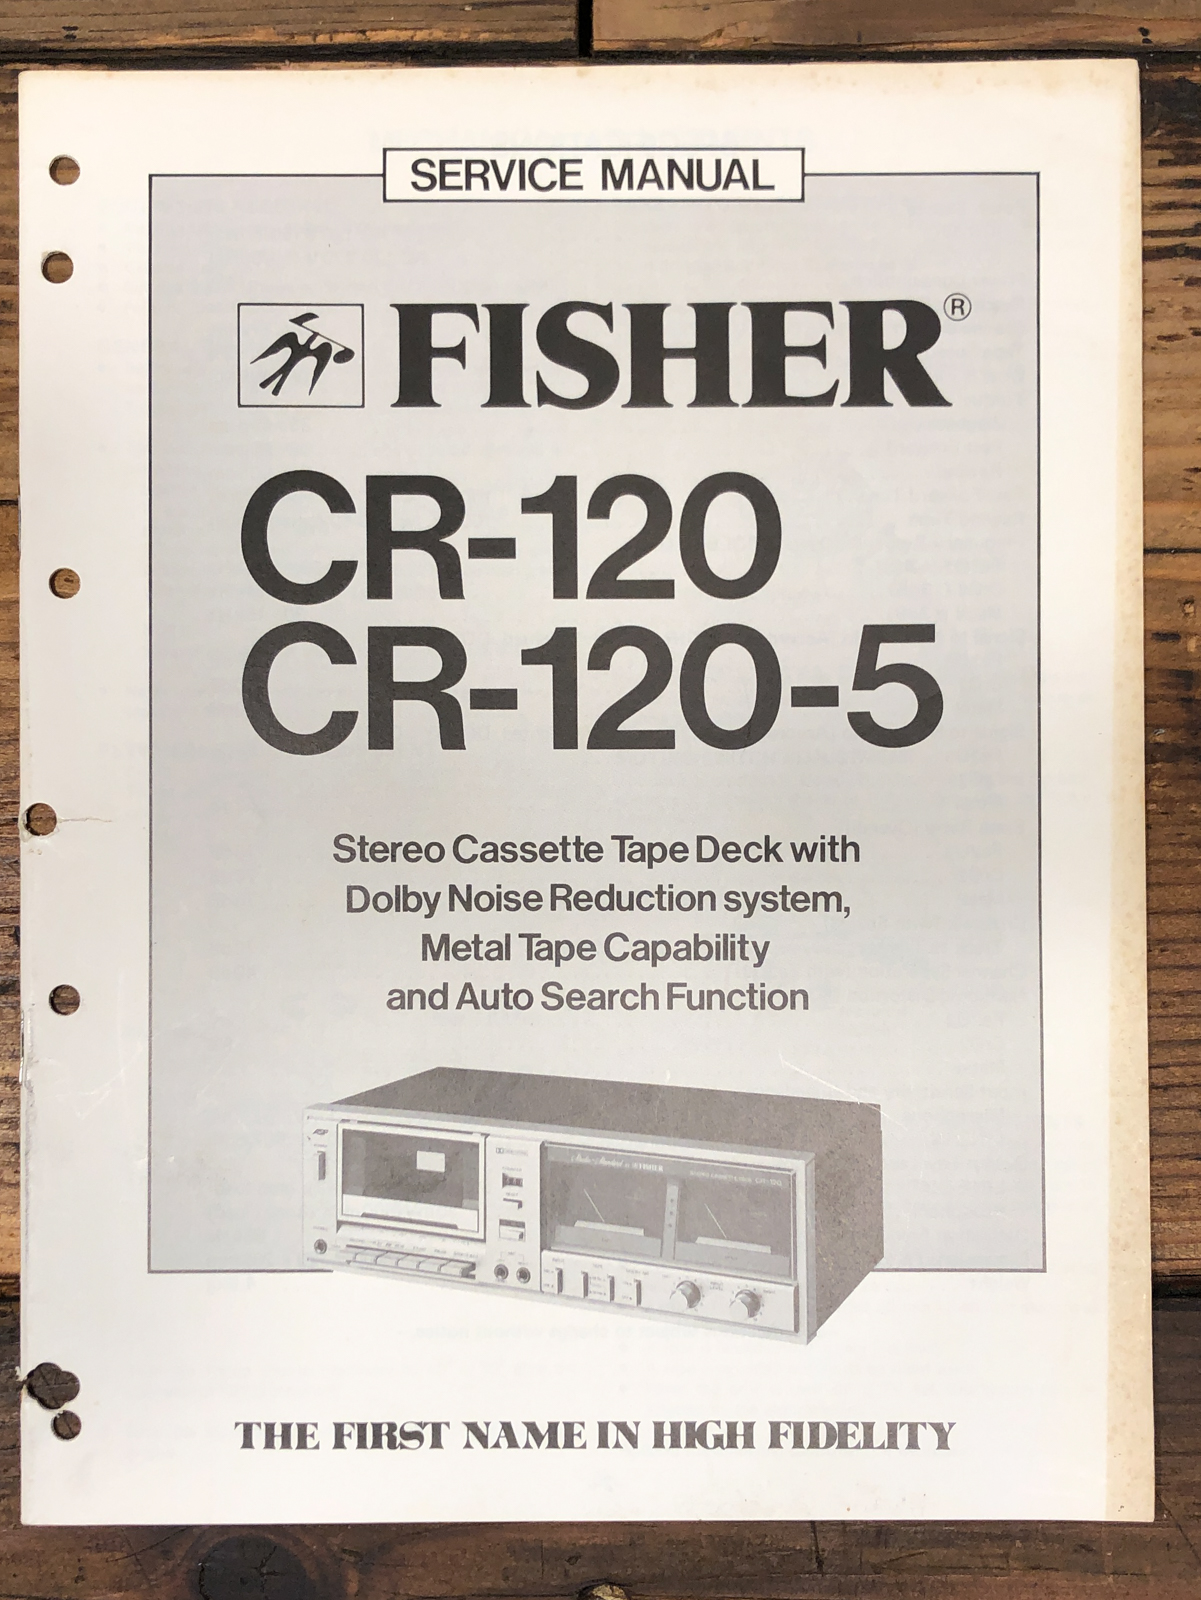 SERVICE MANUAL
FISHER®
CR-120
CR-120-5
Stereo Cassette Tape Deck with
Dolby Noise Reduction system,
Metal Tape Capability
and Auto Search Function
FISHER
THE FIRST NAME IN HIGH FIDELITY